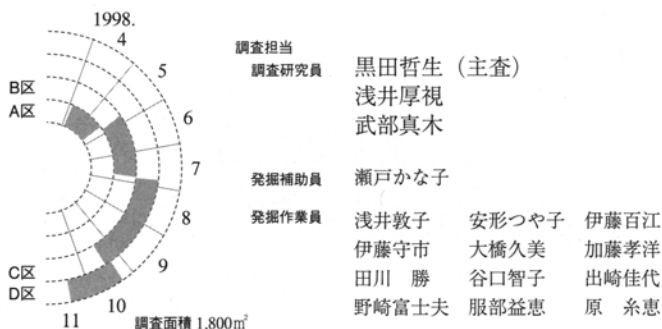 1998.
4
5
6
7
8
9
10
11
B区
A区
C区
D区
調査面積 1,800㎡
調査担当
調査研究員 黒田哲生（主査）
浅井厚視
武部真木
発掘補助員 瀬戸かな子
発掘作業員 浅井敦子 安形つや子 伊藤百江
伊藤守市 大橋久美 加藤孝洋
田川 勝 谷口智子 出崎佳代
野崎富士夫 服部益恵 原 糸恵